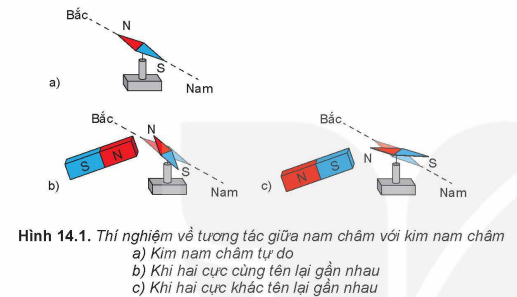 Bắc
N
S
a)
Nam
Bắc
N
S
N
S
b)
Nam
Bắc
N
S
N
S
c)
Nam
Hình 14.1. Thí nghiệm về tương tác giữa nam châm với kim nam châm
a) Kim nam châm tự do
b) Khi hai cực cùng tên lại gần nhau
c) Khi hai cực khác tên lại gần nhau